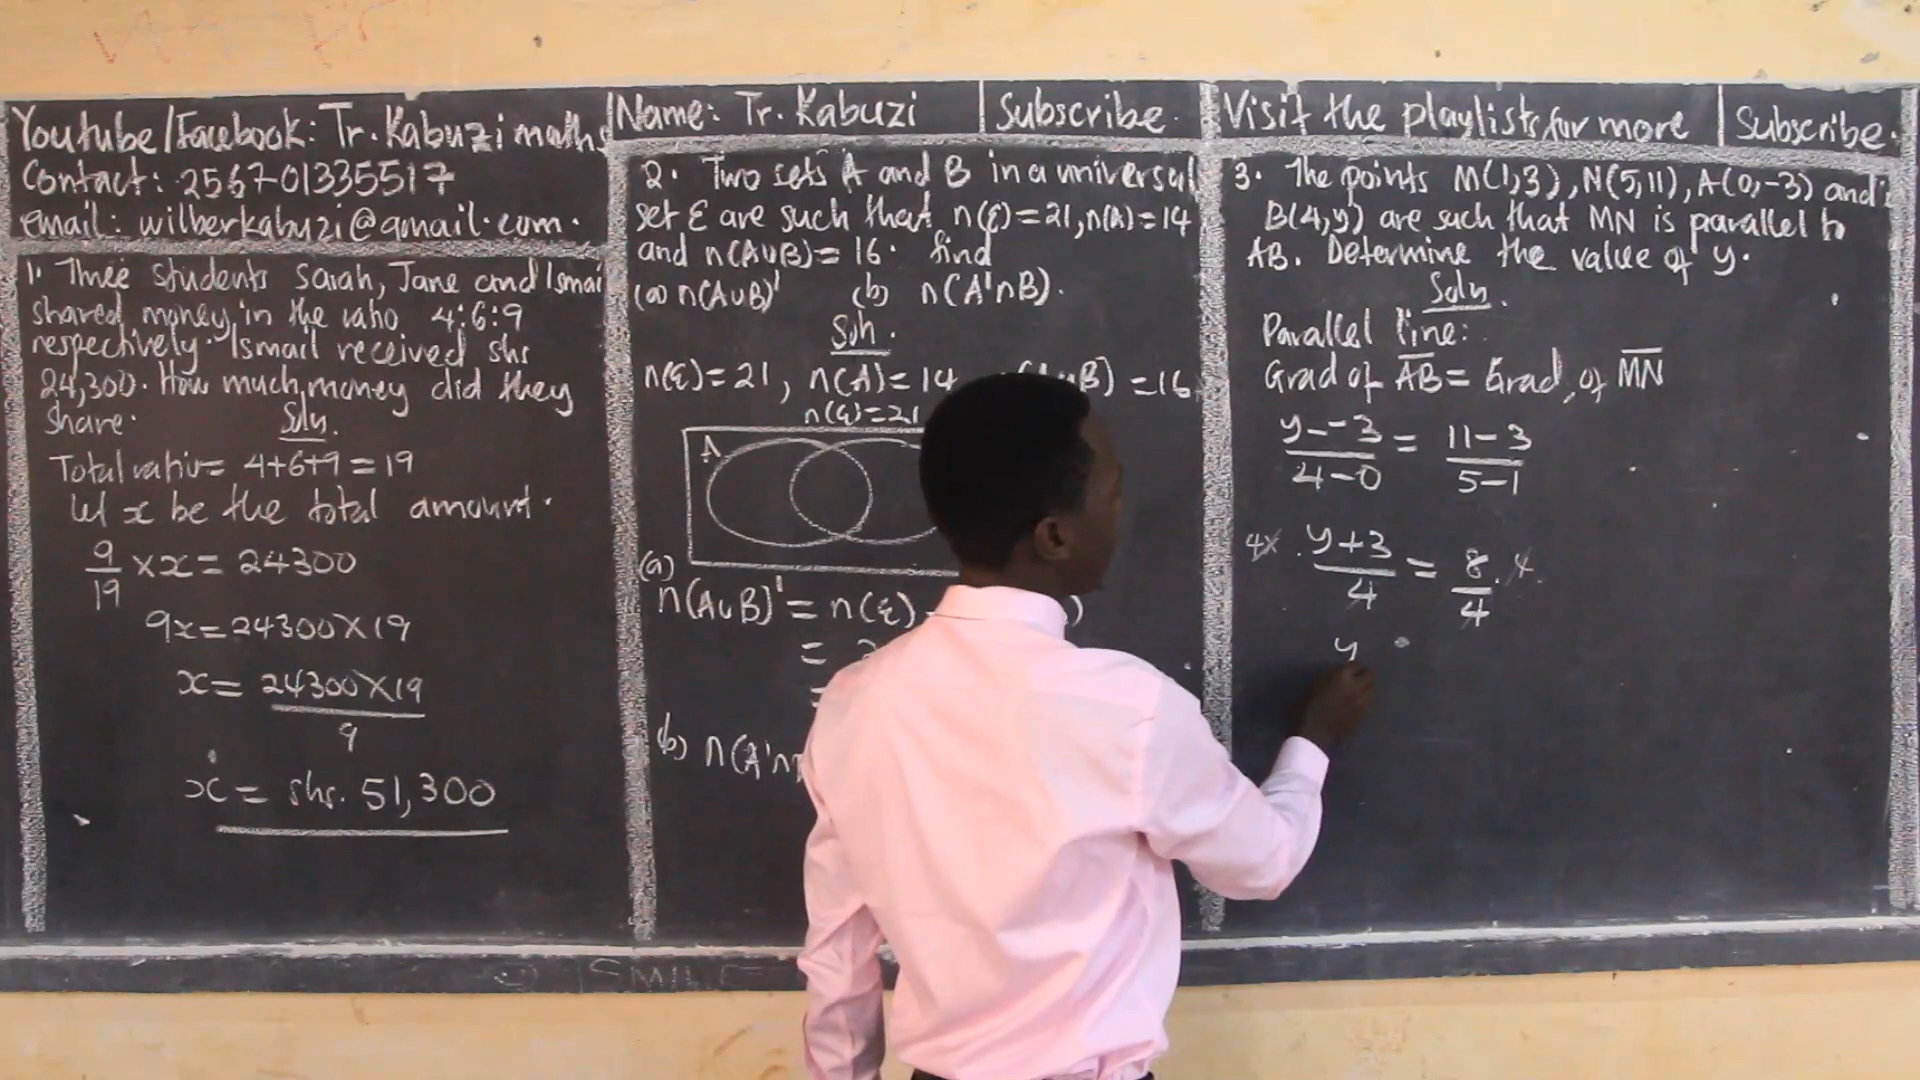 Youtube/Facebook: Tr. Kabuzi maths
Contact: 256701335517
email: wilberkabuzi@gmail.com.
1. Three students Sarah, Jane and Ismail
shared money in the ratio 4:6:9
respectively. Ismail received shs
24,300. How much money did they
share.
Soln.
Total ratio = 4+6+9 = 19
Let x be the total amount.
9/19 × x = 24300
9x = 24300 × 19
x = 24300 × 19 / 9
x = shs. 51,300
Name: Tr. Kabuzi | Subscribe.
2. Two sets A and B in a universal
set ε are such that n(ε)=21, n(A)=14
and n(A∪B)= 16. find
(a) n(A∪B)' (b) n(A'∩B).
Soln.
n(ε)=21, n(A)=14 B) =16
n(ε)=21
A
(a)
n(A∪B)' = n(ε) - )
= 2
=
(b) n(A'∩
Visit the playlists for more | Subscribe.
3. The points M(1,3), N(5,11), A(0,-3) and
B(4,y) are such that MN is parallel to
AB. Determine the value of y.
Soln.
Parallel line:
Grad of AB = Grad. of MN
y--3 / 4-0 = 11-3 / 5-1
4× y+3 / 4 = 8/4 . 4
y
SMILE